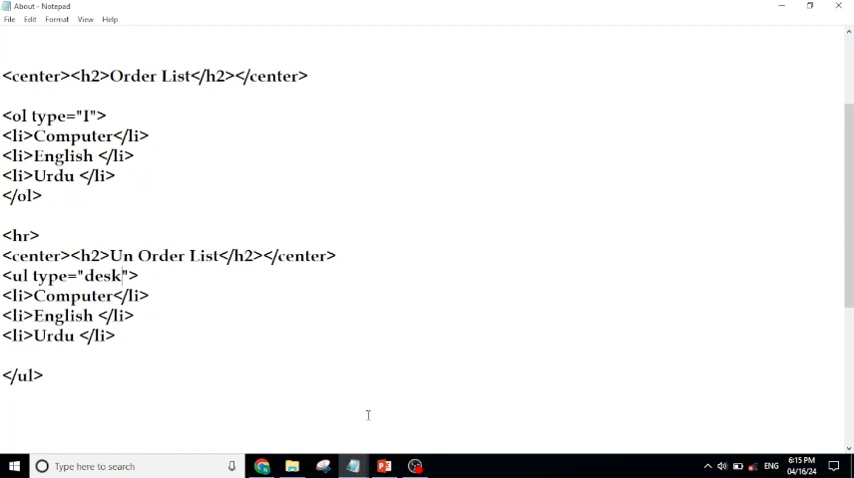 About - Notepad
File Edit Format View Help
<center><h2>Order List</h2></center>
<ol type="I">
<li>Computer</li>
<li>English </li>
<li>Urdu </li>
</ol>
<hr>
<center><h2>Un Order List</h2></center>
<ul type="desk">
<li>Computer</li>
<li>English </li>
<li>Urdu </li>
</ul>
Type here to search
ENG
6:15 PM
04/16/24